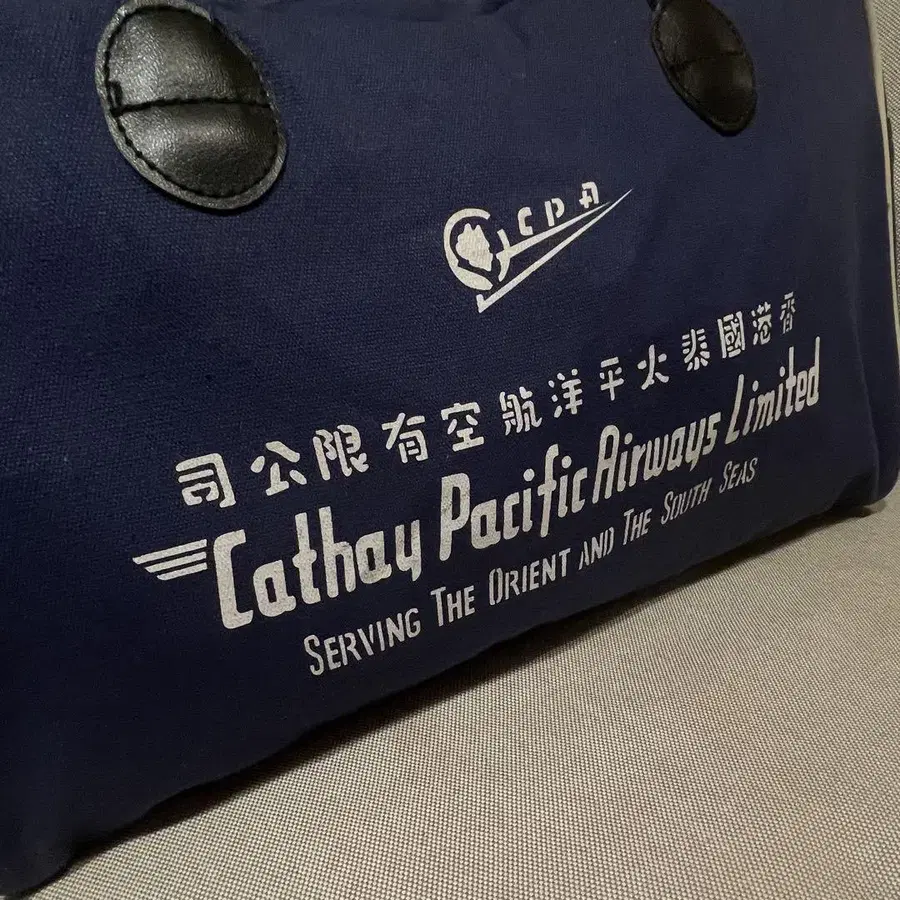 CPA
香港國泰太平洋航空有限公司
Cathay Pacific Airways Limited
SERVING THE ORIENT AND THE SOUTH SEAS